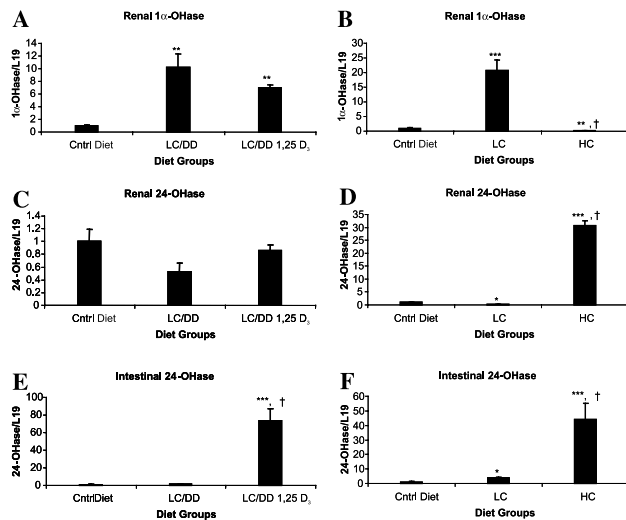 A
Renal 1α-OHase
1α-OHase/L19
14
12
10
8
6
4
2
0
**
**
Cntrl Diet LC/DD LC/DD 1,25 D3
Diet Groups
B
Renal 1α-OHase
1α-OHase/L19
30
25
20
15
10
5
0
***
**, †
Cntrl Diet LC HC
Diet Groups
C
Renal 24-OHase
24-OHase/L19
1.4
1.2
1
0.8
0.6
0.4
0.2
0
Cntrl Diet LC/DD LC/DD 1,25 D3
Diet Groups
D
Renal 24-OHase
24-OHase/L19
35
30
25
20
15
10
5
0
*
***, †
Cntrl Diet LC HC
Diet Groups
E
Intestinal 24-OHase
24-OHase/L19
100
80
60
40
20
0
***, †
CntrlDiet LC/DD LC/DD 1,25 D3
Diet Groups
F
Intestinal 24-OHase
24-OHase/L19
60
50
40
30
20
10
0
*
***, †
Cntrl Diet LC HC
Diet Groups